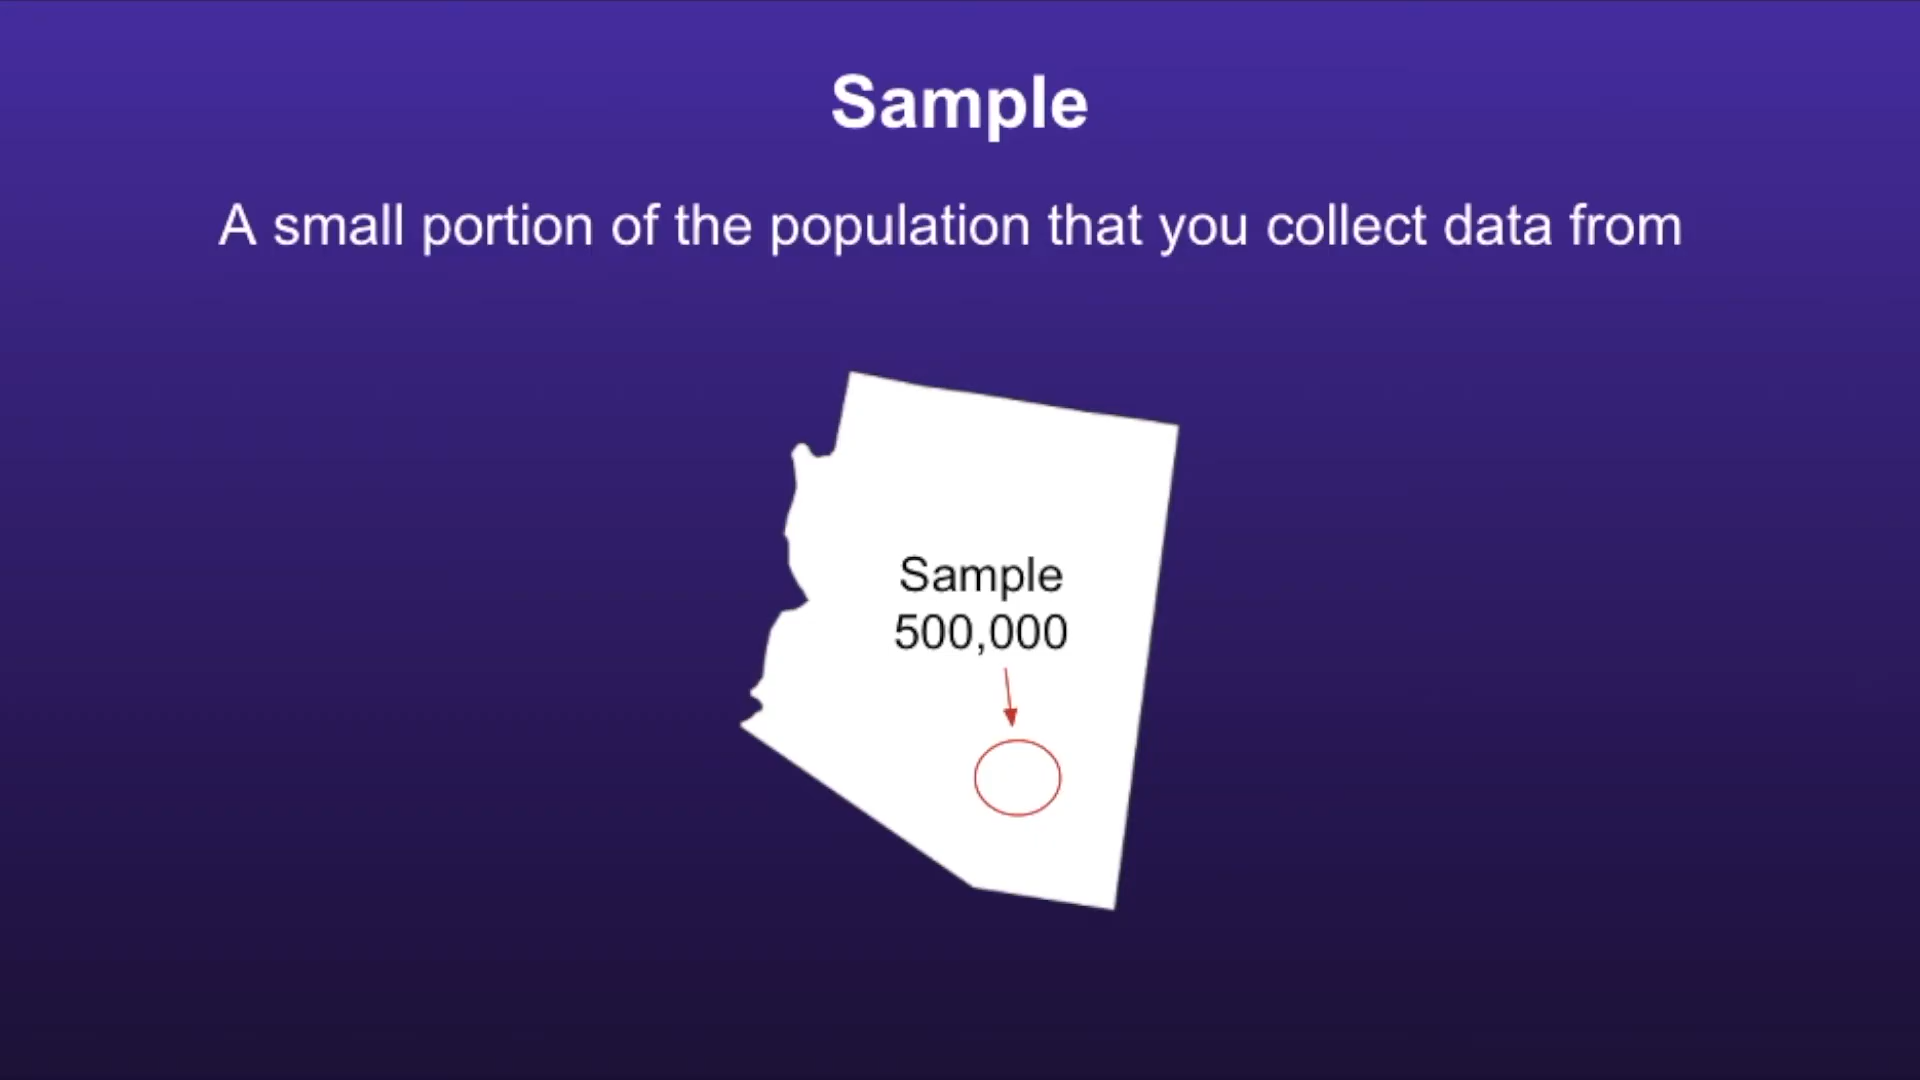 Sample
A small portion of the population that you collect data from
Sample
500,000